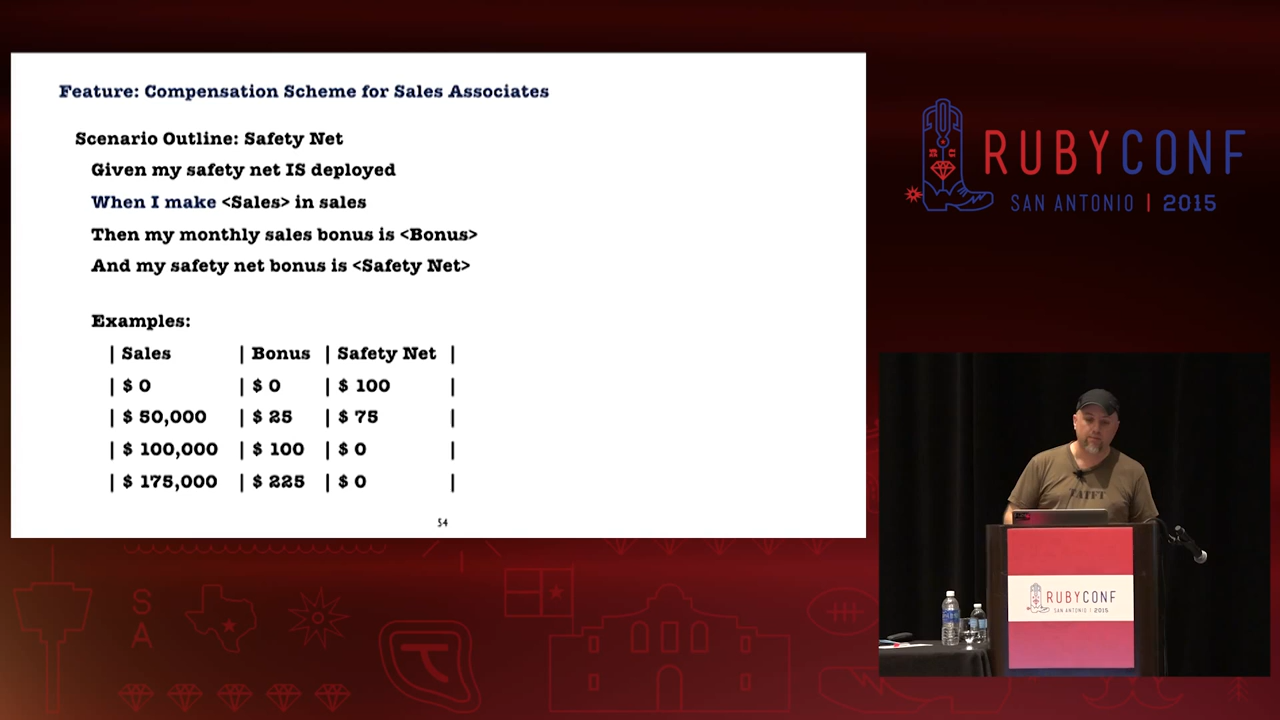 Feature: Compensation Scheme for Sales Associates
Scenario Outline: Safety Net
Given my safety net IS deployed
When I make <Sales> in sales
Then my monthly sales bonus is <Bonus>
And my safety net bonus is <Safety Net>
Examples:
| Sales | Bonus | Safety Net |
| $ 0 | $ 0 | $ 100 |
| $ 50,000 | $ 25 | $ 75 |
| $ 100,000 | $ 100 | $ 0 |
| $ 175,000 | $ 225 | $ 0 |
54
RUBYCONF
SAN ANTONIO | 2015
TATFT
RUBYCONF
SAN ANTONIO | 2015
S
A